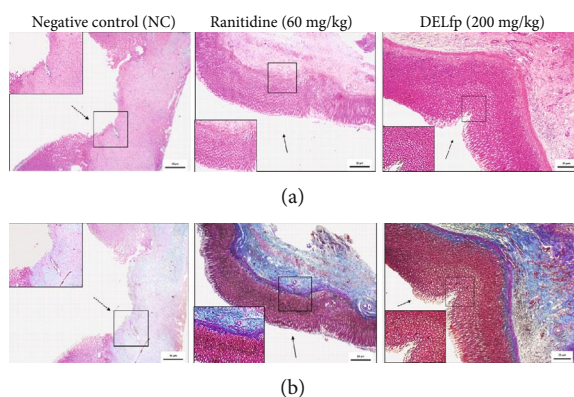 Negative control (NC) Ranitidine (60 mg/kg) DELfp (200 mg/kg)
(a)
(b)